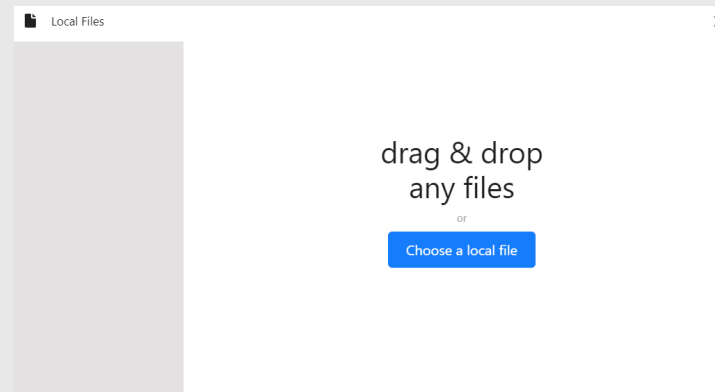 Local Files
drag & drop
any files
or
Choose a local file